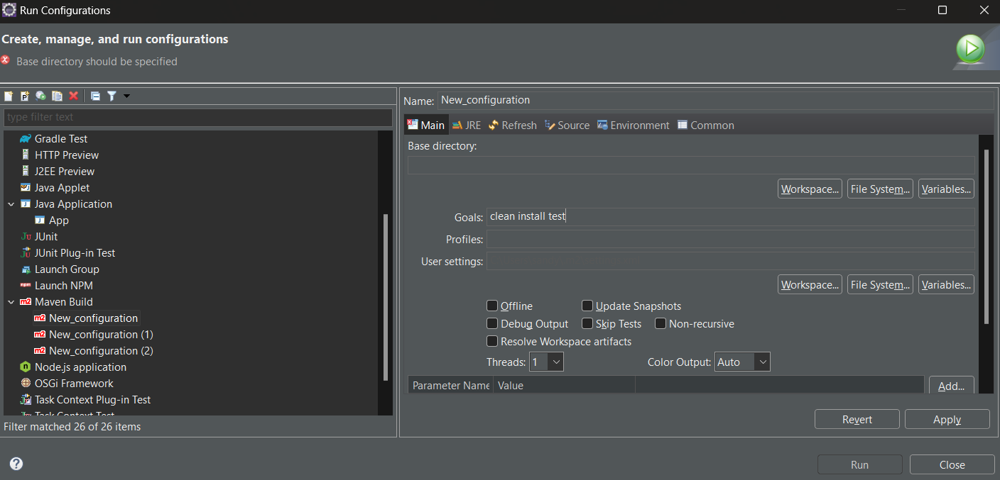 Run Configurations
Create, manage, and run configurations
Base directory should be specified
type filter text
Gradle Test
HTTP Preview
J2EE Preview
Java Applet
Java Application
App
JUnit
JUnit Plug-in Test
Launch Group
Launch NPM
Maven Build
New_configuration
New_configuration (1)
New_configuration (2)
Node.js application
OSGi Framework
Task Context Plug-in Test
Task Context Test
Filter matched 26 of 26 items
Name: New_configuration
Main JRE Refresh Source Environment Common
Base directory:
Workspace... File System... Variables...
Goals: clean install test
Profiles:
User settings:
Workspace... File System... Variables...
Offline Update Snapshots
Debug Output Skip Tests Non-recursive
Resolve Workspace artifacts
Threads: 1 Color Output: Auto
Parameter Name Value Add...
Revert Apply
Run Close